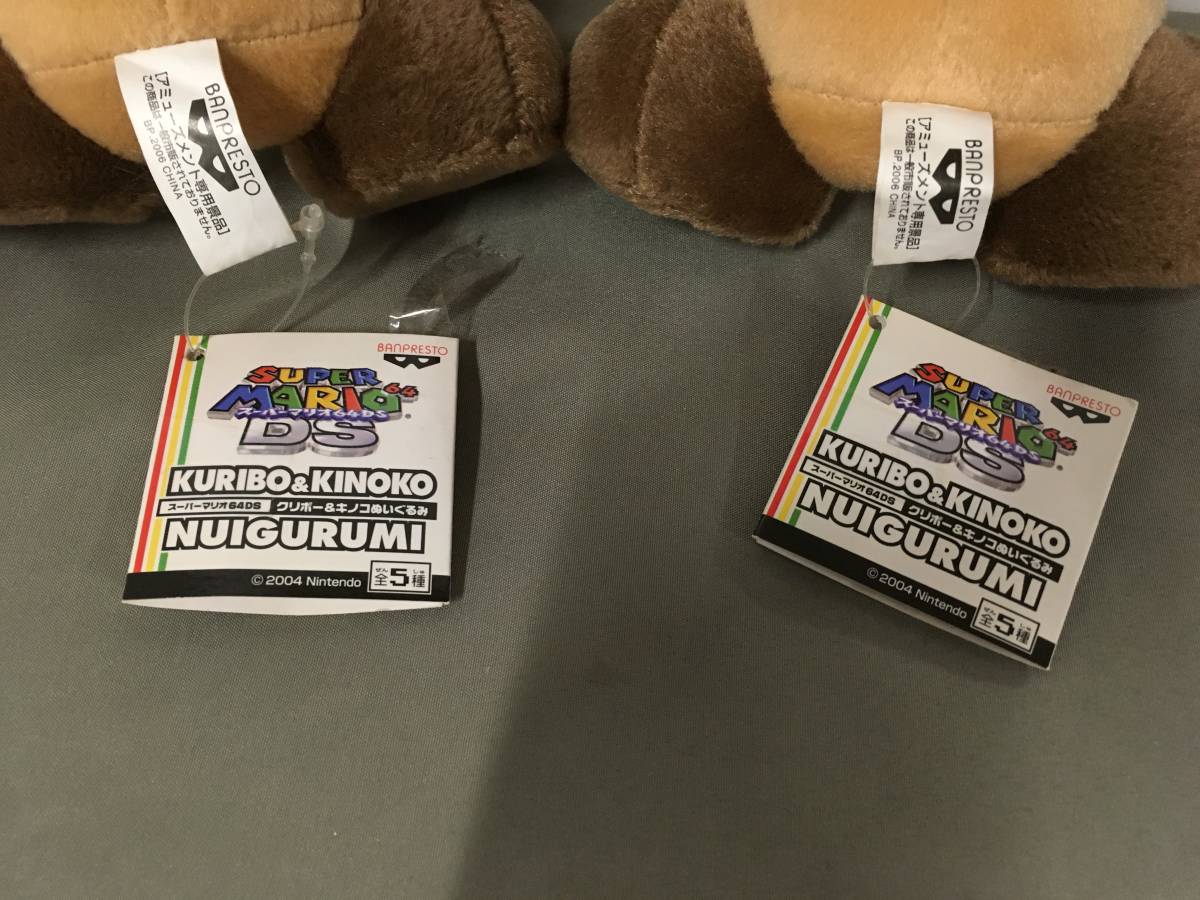 BANPRESTO
[アミューズメント専用景品]
この商品は一般市販されておりません。
BP.2006 CHINA
BANPRESTO
[アミューズメント専用景品]
この商品は一般市販されておりません。
BP.2006 CHINA
BANPRESTO
SUPER
MARIO 64
スーパーマリオ64DS
DS
KURIBO&KINOKO
スーパーマリオ64DS クリボー&キノコぬいぐるみ
NUIGURUMI
© 2004 Nintendo
ぜん しゅ
全5種
BANPRESTO
SUPER
MARIO 64
スーパーマリオ64DS
DS
KURIBO&KINOKO
スーパーマリオ64DS クリボー&キノコぬいぐるみ
NUIGURUMI
© 2004 Nintendo
ぜん しゅ
全5種